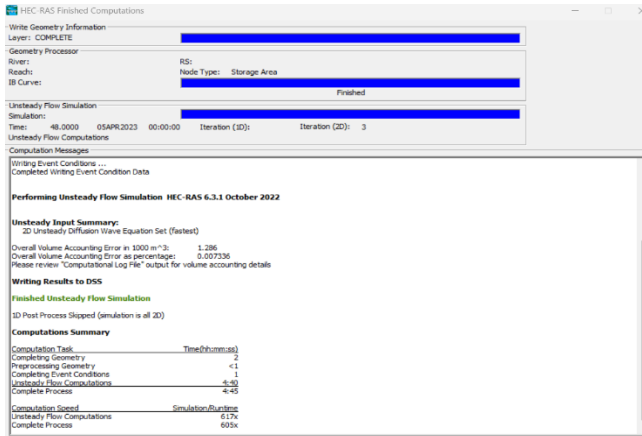 HEC-RAS Finished Computations
Write Geometry Information
Layer: COMPLETE
Geometry Processor
River: RS:
Reach: Node Type: Storage Area
IB Curve:
Finished
Unsteady Flow Simulation
Simulation:
Time: 48.0000 05APR2023 00:00:00 Iteration (1D): Iteration (2D): 3
Unsteady Flow Computations
Computation Messages
Writing Event Conditions ...
Completed Writing Event Condition Data
Performing Unsteady Flow Simulation HEC-RAS 6.3.1 October 2022
Unsteady Input Summary:
2D Unsteady Diffusion Wave Equation Set (fastest)
Overall Volume Accounting Error in 1000 m^3: 1.286
Overall Volume Accounting Error as percentage: 0.007336
Please review "Computational Log File" output for volume accounting details
Writing Results to DSS
Finished Unsteady Flow Simulation
1D Post Process Skipped (simulation is all 2D)
Computations Summary
Computation Task Time(hh:mm:ss)
Completing Geometry 2
Preprocessing Geometry <1
Completing Event Conditions 1
Unsteady Flow Computations 4:40
Complete Process 4:45
Computation Speed Simulation/Runtime
Unsteady Flow Computations 617x
Complete Process 605x